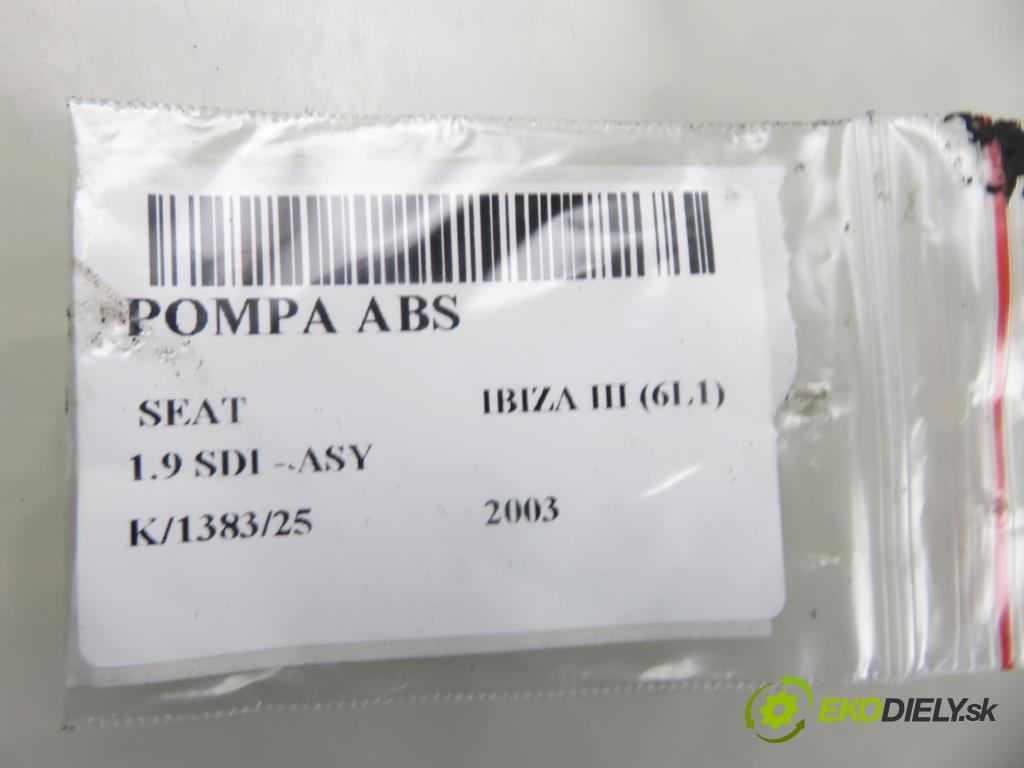 POMPA ABS
SEAT IBIZA III (6L1)
1.9 SDI - ASY
K/1383/25 2003
EKODIELY.sk